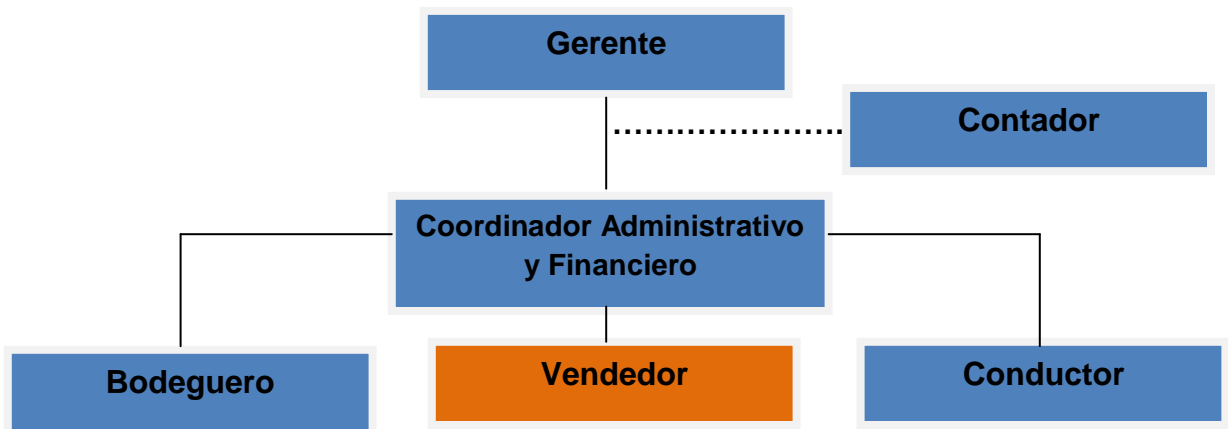 Gerente
Contador
Coordinador Administrativo
y Financiero
Bodeguero
Vendedor
Conductor